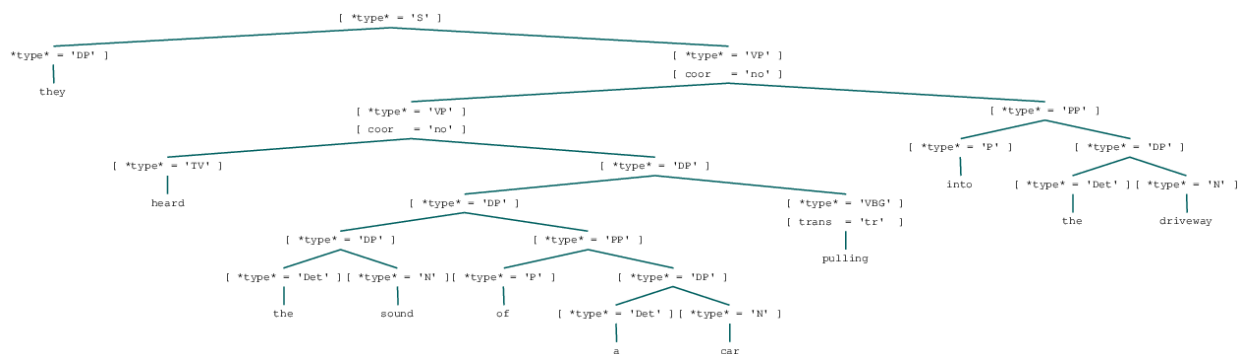 [ *type* = 'S' ]
*type* = 'DP' ] [ *type* = 'VP' ]
they [ coor   = 'no' ]
[ *type* = 'VP' ] [ *type* = 'PP' ]
[ coor   = 'no' ]
[ *type* = 'P' ] [ *type* = 'DP' ]
[ *type* = 'TV' ] [ *type* = 'DP' ]
into [ *type* = 'Det' ] [ *type* = 'N' ]
heard [ *type* = 'DP' ] [ *type* = 'VBG' ]
[ trans  = 'tr' ] the driveway
[ *type* = 'DP' ] [ *type* = 'PP' ]
pulling
[ *type* = 'Det' ] [ *type* = 'N' ] [ *type* = 'P' ] [ *type* = 'DP' ]
the sound of [ *type* = 'Det' ] [ *type* = 'N' ]
a car